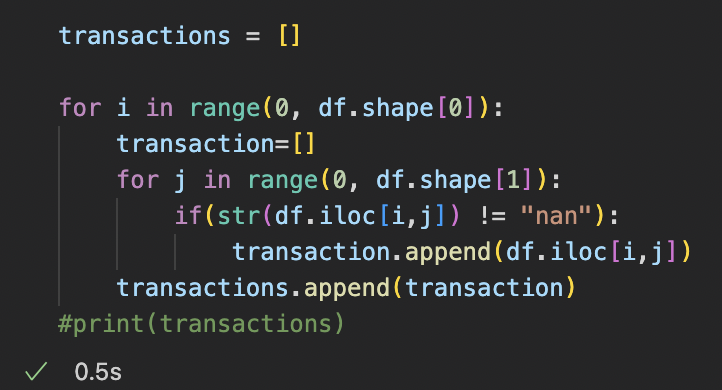 transactions = []
for i in range(0, df.shape[0]):
    transaction=[]
    for j in range(0, df.shape[1]):
        if(str(df.iloc[i,j]) != "nan"):
            transaction.append(df.iloc[i,j])
    transactions.append(transaction)
#print(transactions)
✓ 0.5s